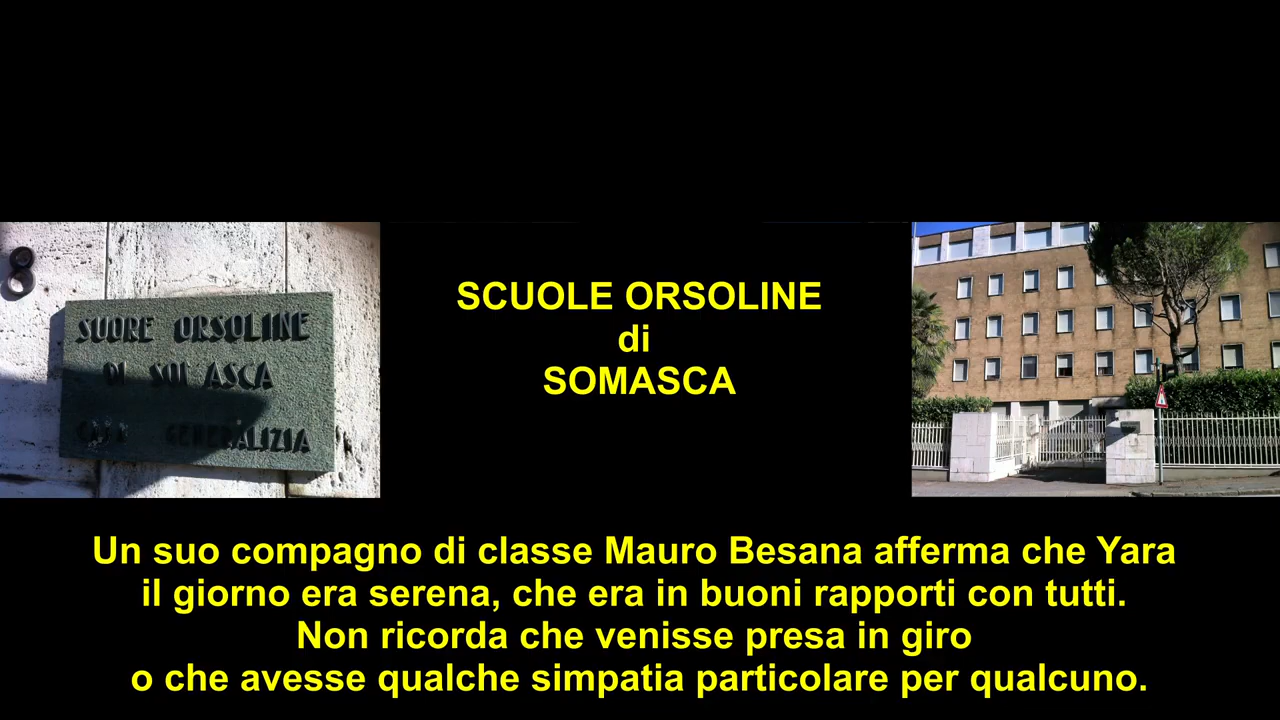 8
SUORE ORSOLINE
DI SOMASCA
CASA GENERALIZIA
SCUOLE ORSOLINE
di
SOMASCA
Un suo compagno di classe Mauro Besana afferma che Yara
il giorno era serena, che era in buoni rapporti con tutti.
Non ricorda che venisse presa in giro
o che avesse qualche simpatia particolare per qualcuno.